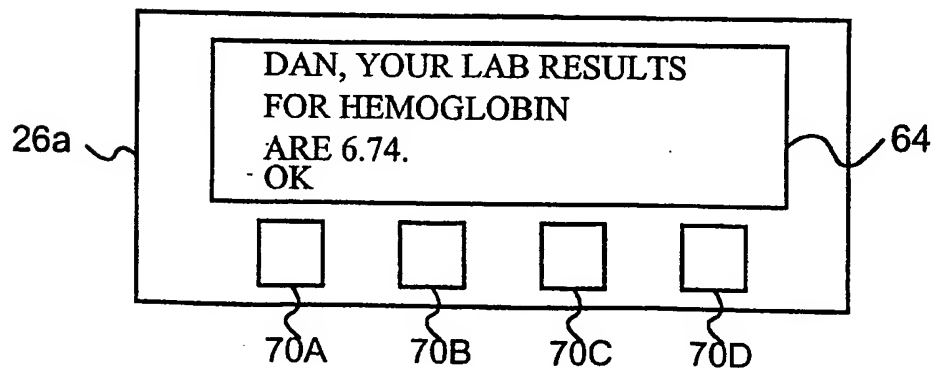 DAN, YOUR LAB RESULTS
FOR HEMOGLOBIN
ARE 6.74.
OK
26a
64
70A 70B 70C 70D